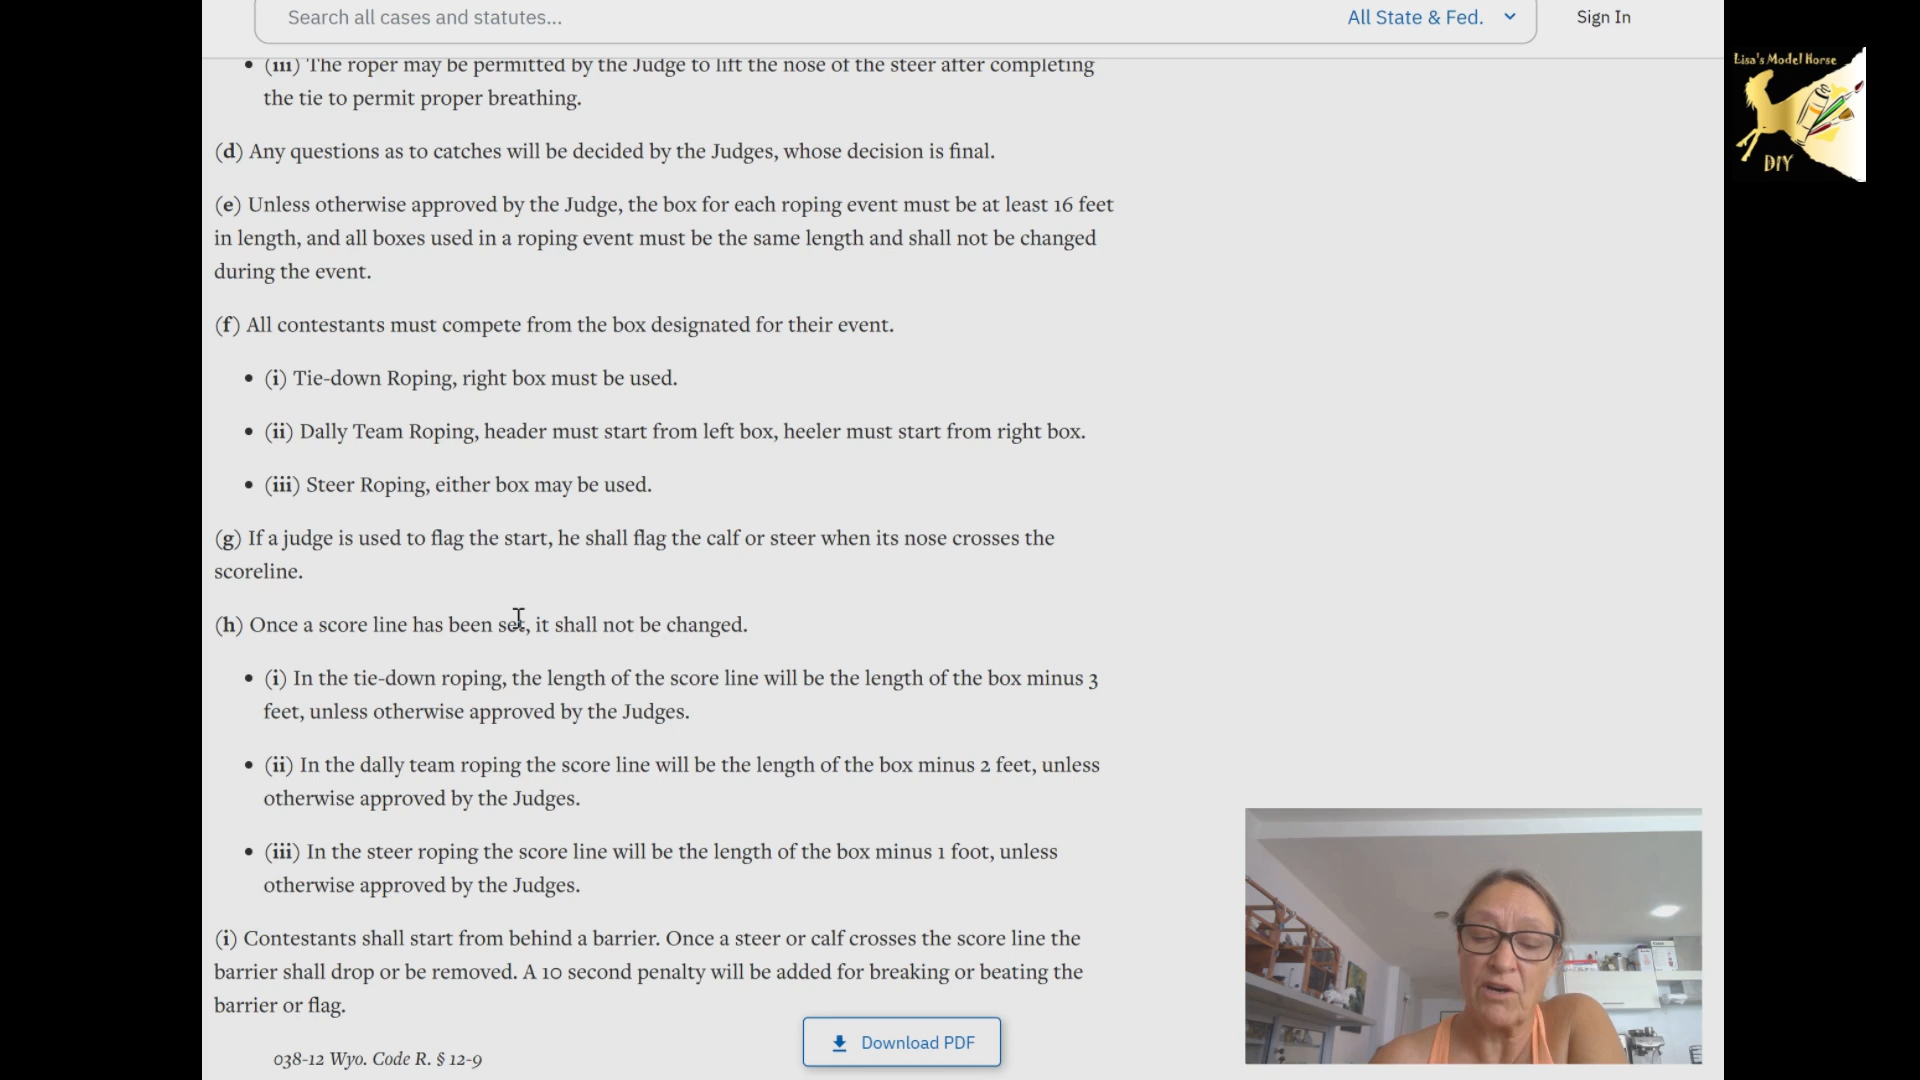 Search all cases and statutes...
All State & Fed.
Sign In
Lisa's Model Horse
DIY
• (iii) The roper may be permitted by the Judge to lift the nose of the steer after completing
the tie to permit proper breathing.
(d) Any questions as to catches will be decided by the Judges, whose decision is final.
(e) Unless otherwise approved by the Judge, the box for each roping event must be at least 16 feet
in length, and all boxes used in a roping event must be the same length and shall not be changed
during the event.
(f) All contestants must compete from the box designated for their event.
• (i) Tie-down Roping, right box must be used.
• (ii) Dally Team Roping, header must start from left box, heeler must start from right box.
• (iii) Steer Roping, either box may be used.
(g) If a judge is used to flag the start, he shall flag the calf or steer when its nose crosses the
scoreline.
(h) Once a score line has been set, it shall not be changed.
• (i) In the tie-down roping, the length of the score line will be the length of the box minus 3
feet, unless otherwise approved by the Judges.
• (ii) In the dally team roping the score line will be the length of the box minus 2 feet, unless
otherwise approved by the Judges.
• (iii) In the steer roping the score line will be the length of the box minus 1 foot, unless
otherwise approved by the Judges.
(i) Contestants shall start from behind a barrier. Once a steer or calf crosses the score line the
barrier shall drop or be removed. A 10 second penalty will be added for breaking or beating the
barrier or flag.
Download PDF
038-12 Wyo. Code R. § 12-9